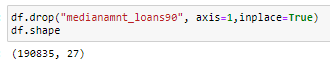 df.drop("medianamnt_loans90", axis=1,inplace=True)
df.shape
(190835, 27)